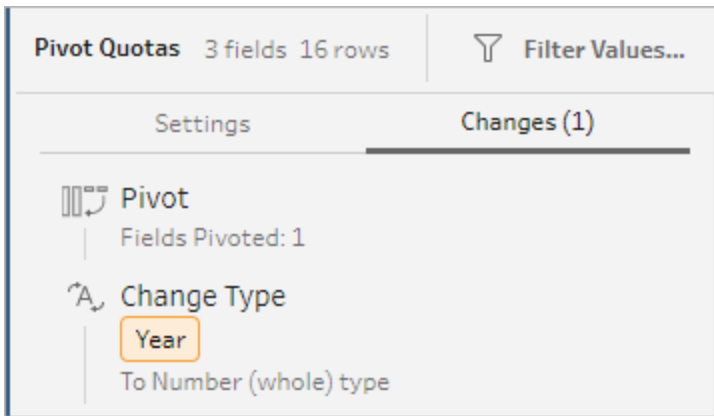 Pivot Quotas 3 fields 16 rows Filter Values...
Settings Changes (1)
Pivot
Fields Pivoted: 1
Change Type
Year
To Number (whole) type